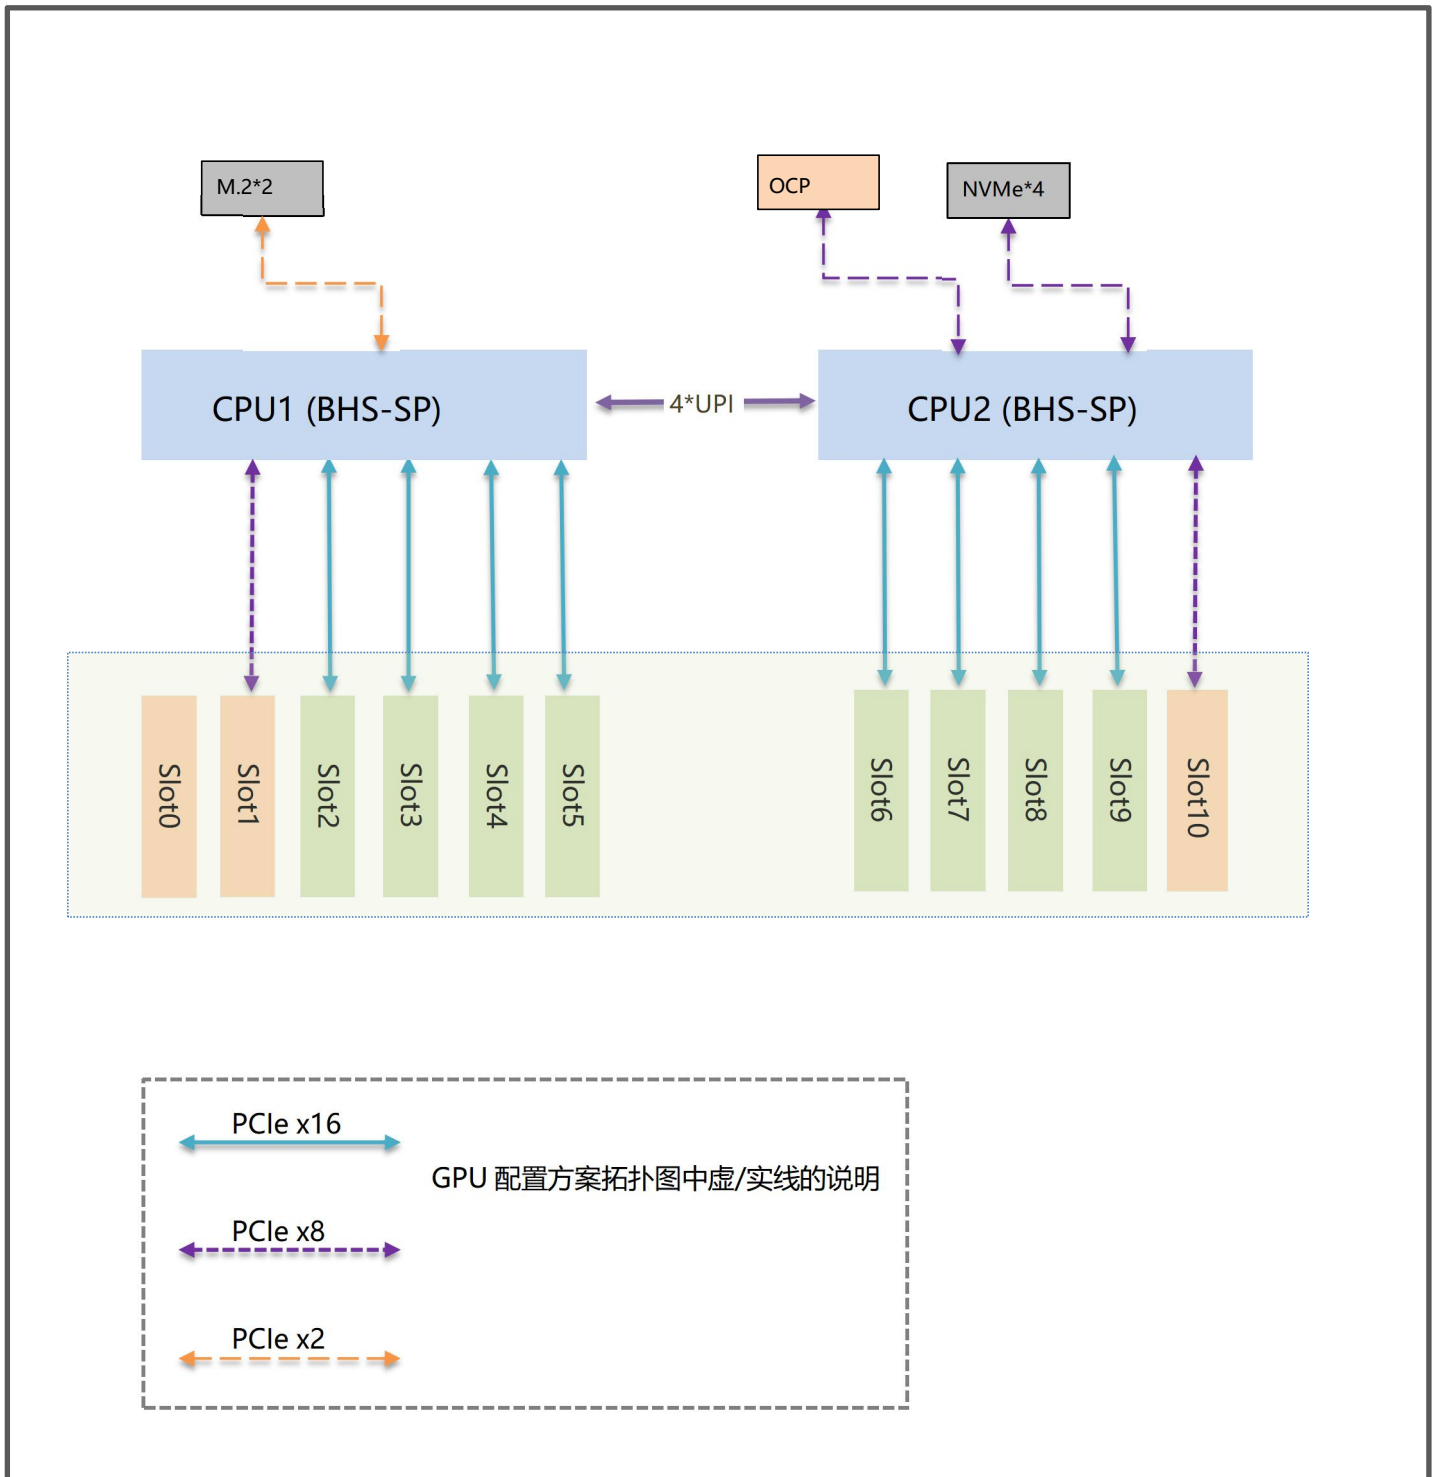 M.2*2
OCP
NVMe*4
CPU1 (BHS-SP)
4*UPI
CPU2 (BHS-SP)
Slot0
Slot1
Slot2
Slot3
Slot4
Slot5
Slot6
Slot7
Slot8
Slot9
Slot10
PCIe x16
GPU 配置方案拓扑图中虚/实线的说明
PCIe x8
PCIe x2